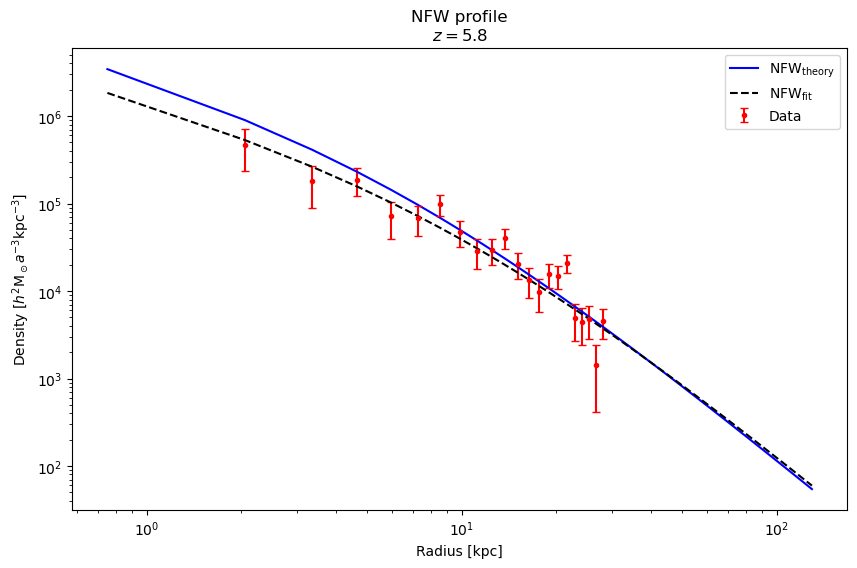 NFW profile
$z = 5.8$
NFW_theory
NFW_fit
Data
Density [$h^2$M$_\odot a^{-3}$kpc$^{-3}$]
10^6
10^5
10^4
10^3
10^2
10^0
10^1
10^2
Radius [kpc]